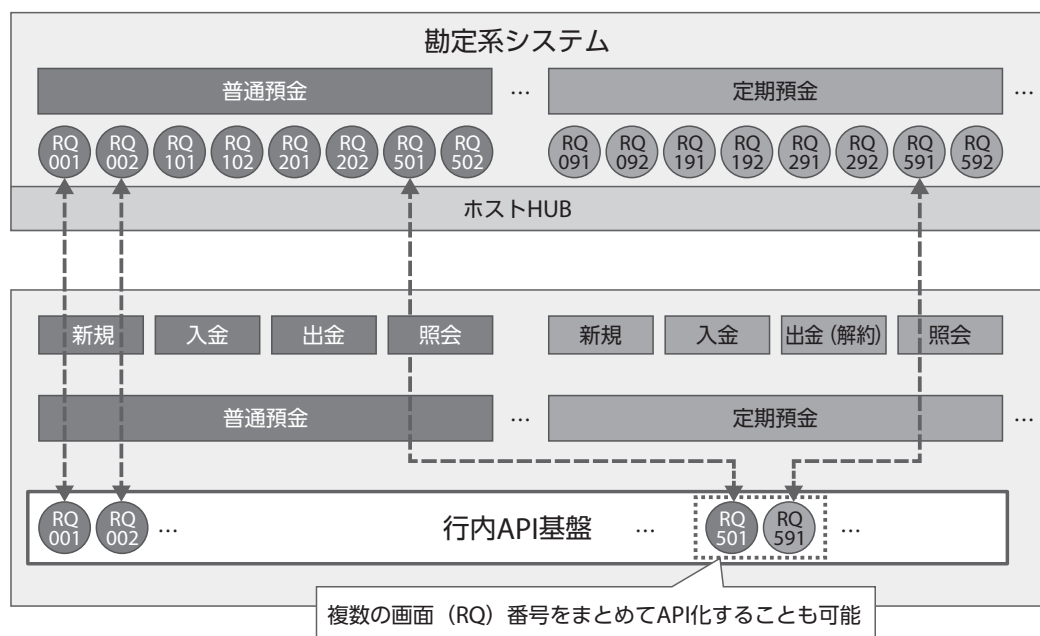 勘定系システム
普通預金 … 定期預金 …
RQ 001 RQ 002 RQ 101 RQ 102 RQ 201 RQ 202 RQ 501 RQ 502 RQ 091 RQ 092 RQ 191 RQ 192 RQ 291 RQ 292 RQ 591 RQ 592
ホストHUB
新規 入金 出金 照会 新規 入金 出金（解約） 照会
普通預金 … 定期預金 …
RQ 001 RQ 002 … 行内API基盤 … RQ 501 RQ 591 …
複数の画面（RQ）番号をまとめてAPI化することも可能